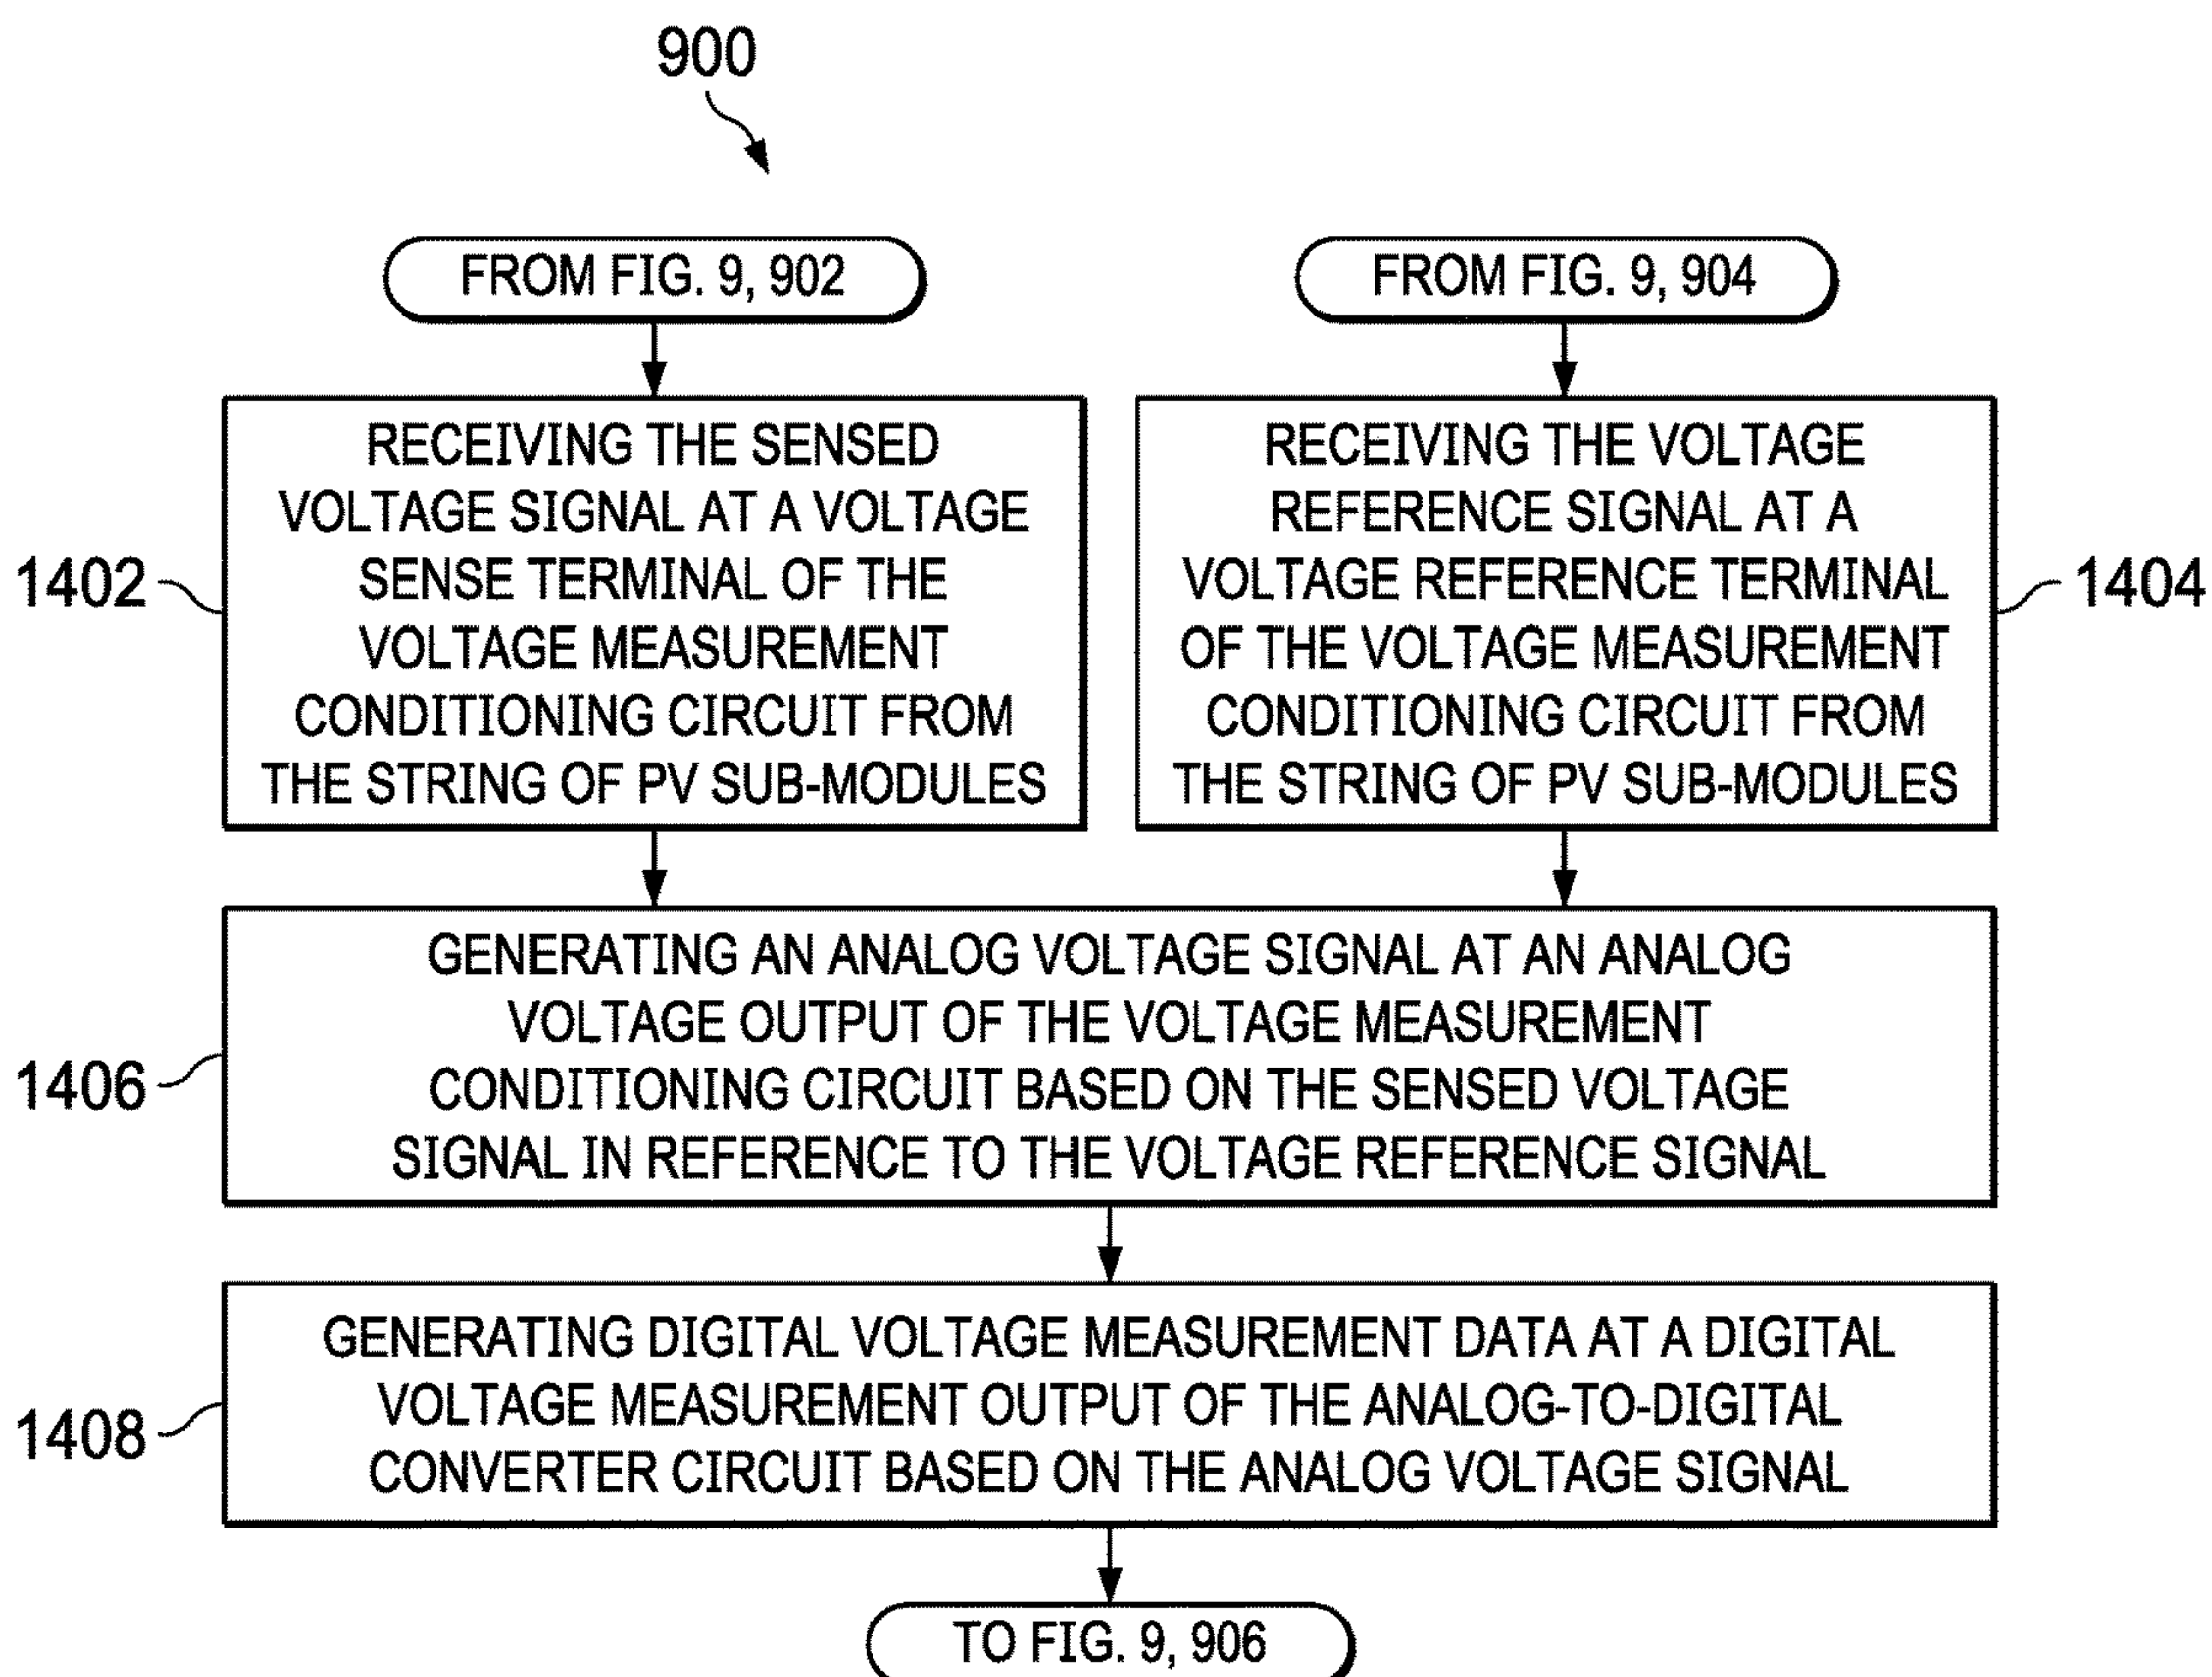 900
FROM FIG. 9, 902
FROM FIG. 9, 904
RECEIVING THE SENSED
VOLTAGE SIGNAL AT A VOLTAGE
SENSE TERMINAL OF THE
VOLTAGE MEASUREMENT
CONDITIONING CIRCUIT FROM
THE STRING OF PV SUB-MODULES
1402
RECEIVING THE VOLTAGE
REFERENCE SIGNAL AT A
VOLTAGE REFERENCE TERMINAL
OF THE VOLTAGE MEASUREMENT
CONDITIONING CIRCUIT FROM
THE STRING OF PV SUB-MODULES
1404
GENERATING AN ANALOG VOLTAGE SIGNAL AT AN ANALOG
VOLTAGE OUTPUT OF THE VOLTAGE MEASUREMENT
CONDITIONING CIRCUIT BASED ON THE SENSED VOLTAGE
SIGNAL IN REFERENCE TO THE VOLTAGE REFERENCE SIGNAL
1406
GENERATING DIGITAL VOLTAGE MEASUREMENT DATA AT A DIGITAL
VOLTAGE MEASUREMENT OUTPUT OF THE ANALOG-TO-DIGITAL
CONVERTER CIRCUIT BASED ON THE ANALOG VOLTAGE SIGNAL
1408
TO FIG. 9, 906